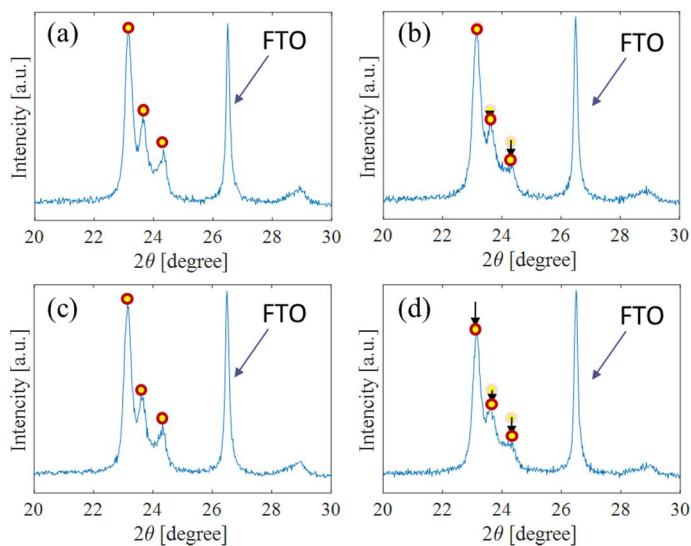 (a)
FTO
Intencity [a.u.]
20 22 24 26 28 30
2θ [degree]
(b)
FTO
Intencity [a.u.]
20 22 24 26 28 30
2θ [degree]
(c)
FTO
Intencity [a.u.]
20 22 24 26 28 30
2θ [degree]
(d)
FTO
Intencity [a.u.]
20 22 24 26 28 30
2θ [degree]